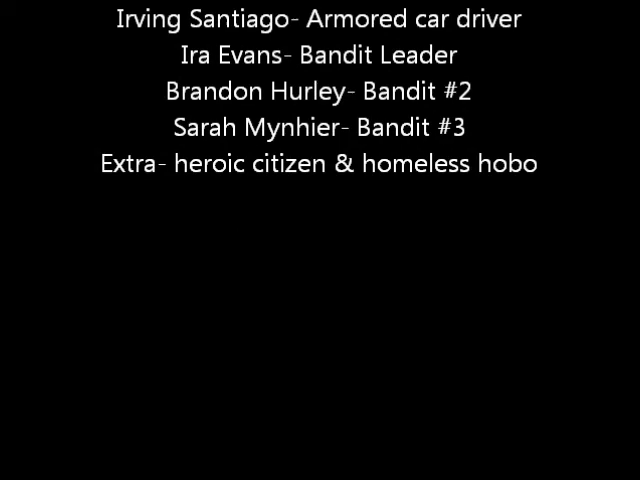 Irving Santiago- Armored car driver
Ira Evans- Bandit Leader
Brandon Hurley- Bandit #2
Sarah Mynhier- Bandit #3
Extra- heroic citizen & homeless hobo